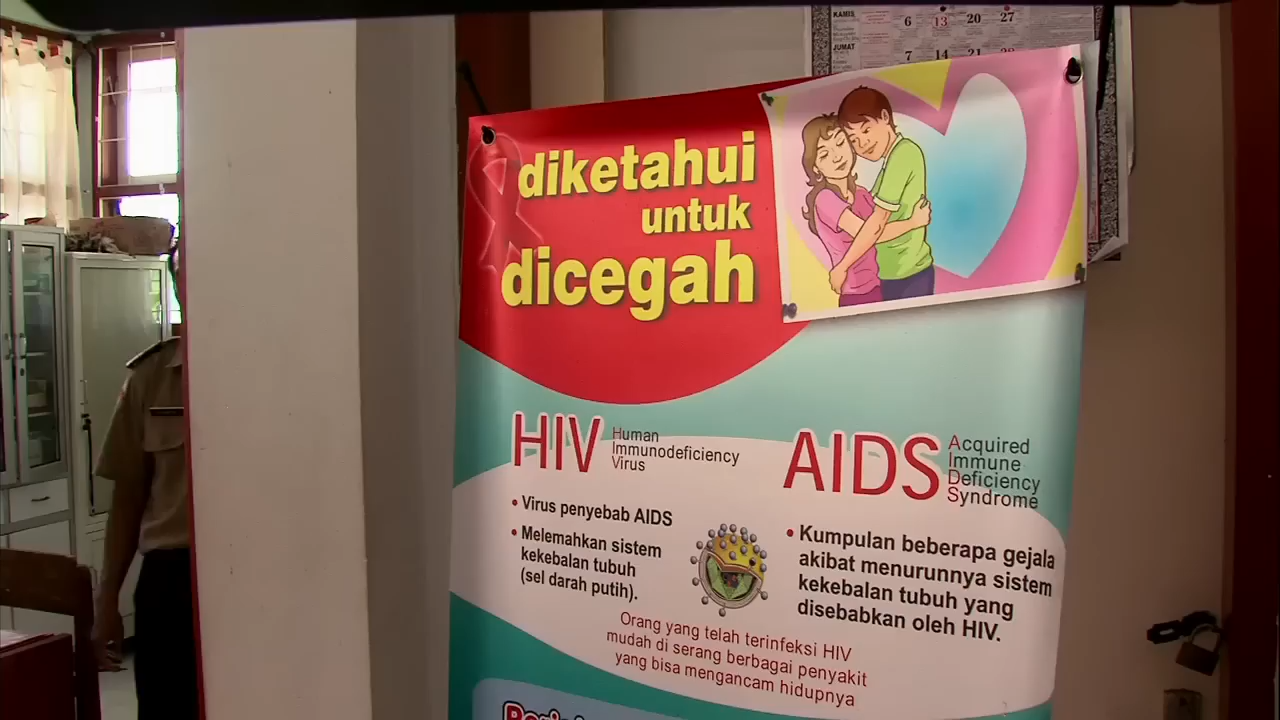 KAMIS
6 13 20 27
JUMAT
7 14 21 28
diketahui
untuk
dicegah
HIV
Human
Immunodeficiency
Virus
AIDS
Acquired
Immune
Deficiency
Syndrome
• Virus penyebab AIDS
• Melemahkan sistem
kekebalan tubuh
(sel darah putih).
• Kumpulan beberapa gejala
akibat menurunnya sistem
kekebalan tubuh yang
disebabkan oleh HIV.
Orang yang telah terinfeksi HIV
mudah di serang berbagai penyakit
yang bisa mengancam hidupnya